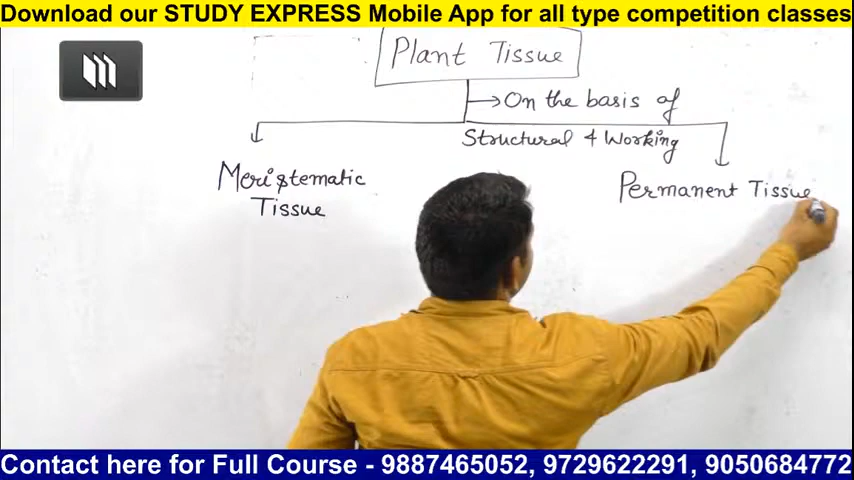 Download our STUDY EXPRESS Mobile App for all type competition classes
Plant Tissue
On the basis of
Structural & Working
Meristematic
Tissue
Permanent Tissue
Contact here for Full Course - 9887465052, 9729622291, 9050684772